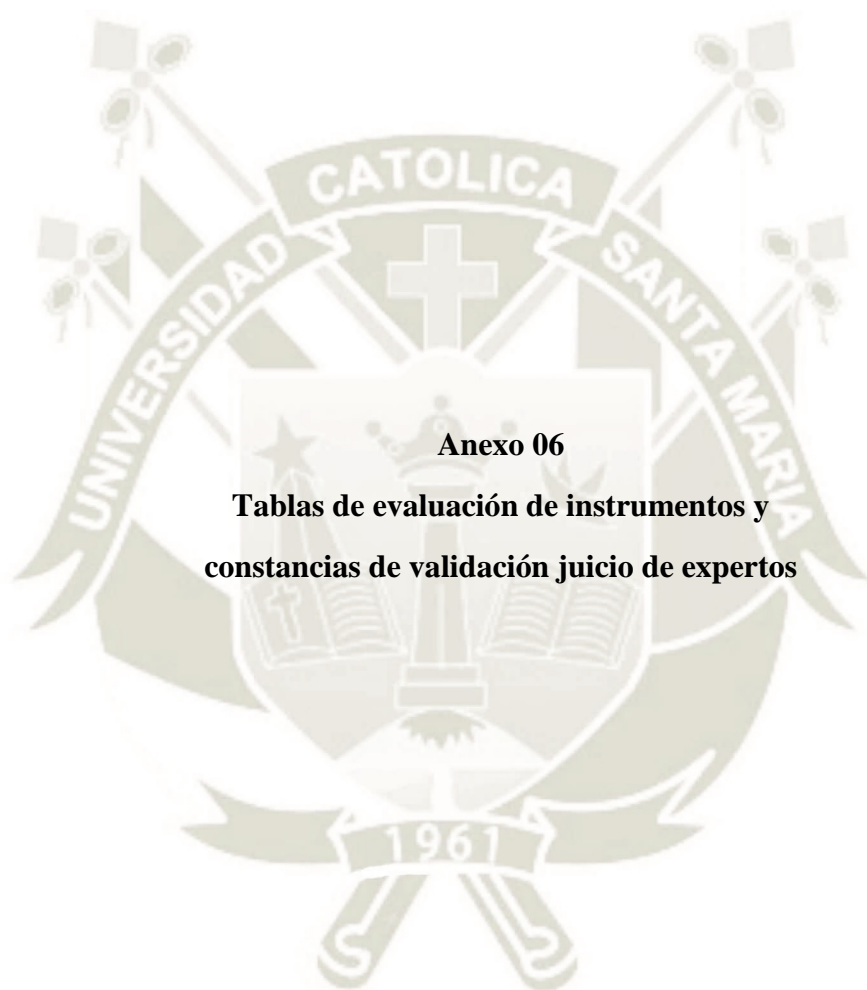 CATOLICA
UNIVERSIDAD
SANTA MARIA
Anexo 06
Tablas de evaluación de instrumentos y
constancias de validación juicio de expertos
1961